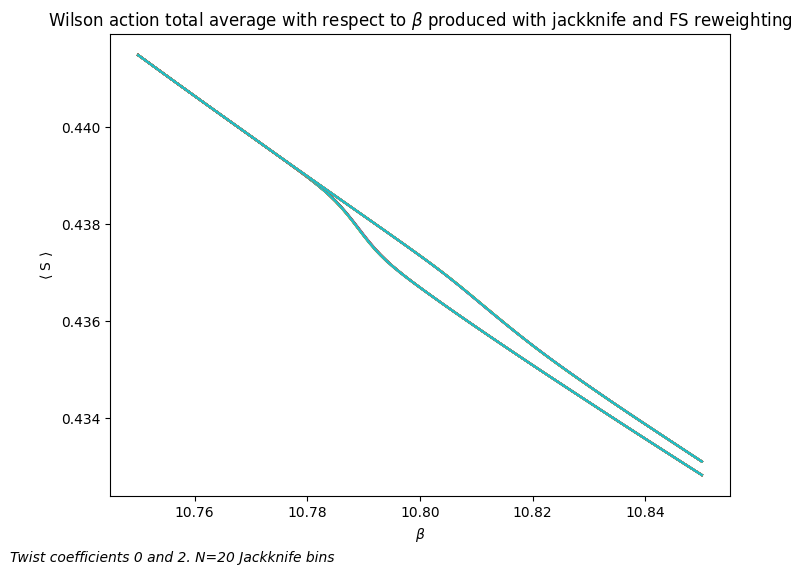 Wilson action total average with respect to β produced with jackknife and FS reweighting
0.440
0.438
0.436
0.434
⟨ S ⟩
10.76 10.78 10.80 10.82 10.84
β
Twist coefficients 0 and 2. N=20 Jackknife bins